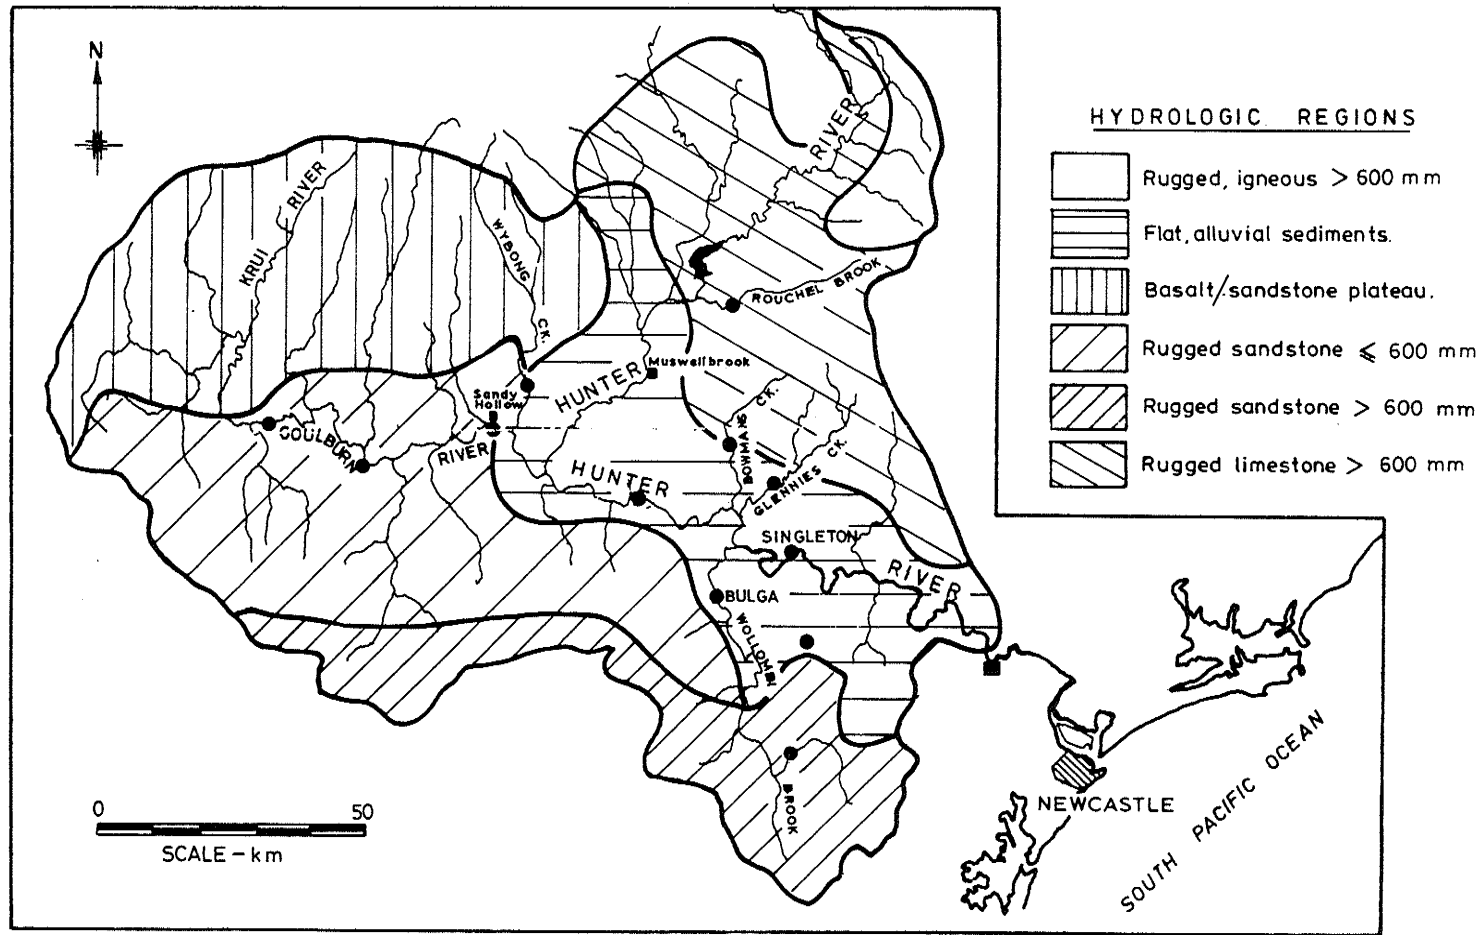 N
HYDROLOGIC REGIONS
Rugged, igneous > 600 mm
Flat, alluvial sediments.
Basalt/sandstone plateau.
Rugged sandstone ⩽ 600 mm
Rugged sandstone > 600 mm
Rugged limestone > 600 mm
RIVER
KRUI RIVER
WYBONG CK.
ROUCHEL BROOK
Muswellbrook
HUNTER
Sandy
Hollow
GOULBURN
RIVER
BOWMANS CK.
GLENNIES CK.
HUNTER
SINGLETON
RIVER
BULGA
WOLLOMBI
BROOK
0 50
SCALE – km
NEWCASTLE
SOUTH PACIFIC OCEAN